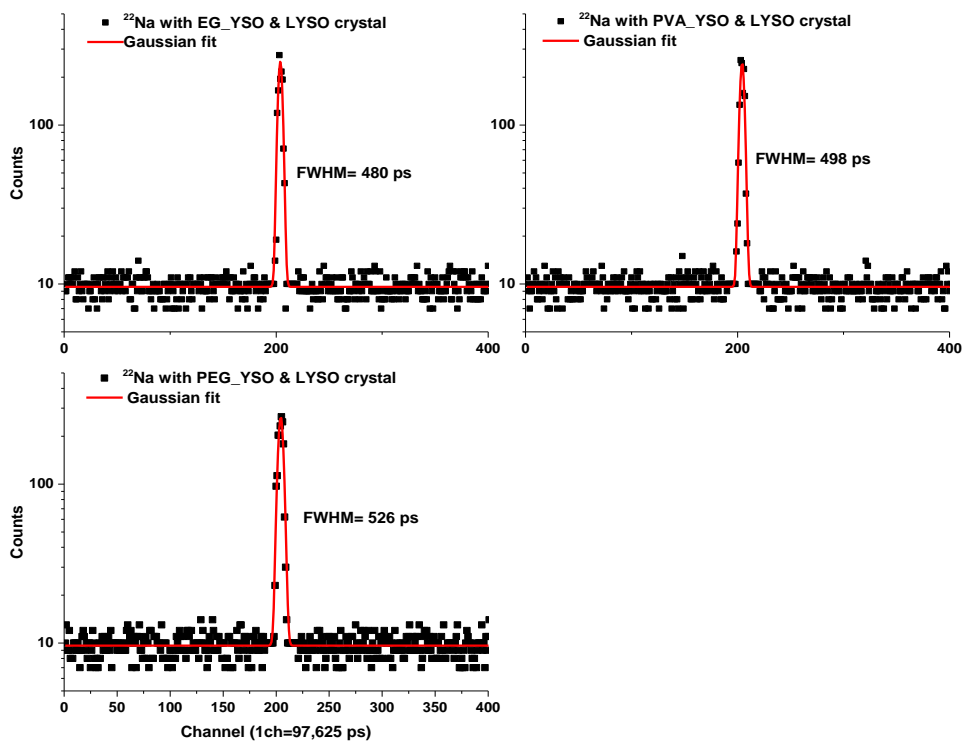 ²²Na with EG_YSO & LYSO crystal
Gaussian fit
Counts
100
10
FWHM= 480 ps
0
100
200
300
400
²²Na with PVA_YSO & LYSO crystal
Gaussian fit
100
10
FWHM= 498 ps
0
200
400
²²Na with PEG_YSO & LYSO crystal
Gaussian fit
Counts
100
10
FWHM= 526 ps
0
50
100
150
200
250
300
350
400
Channel (1ch=97,625 ps)